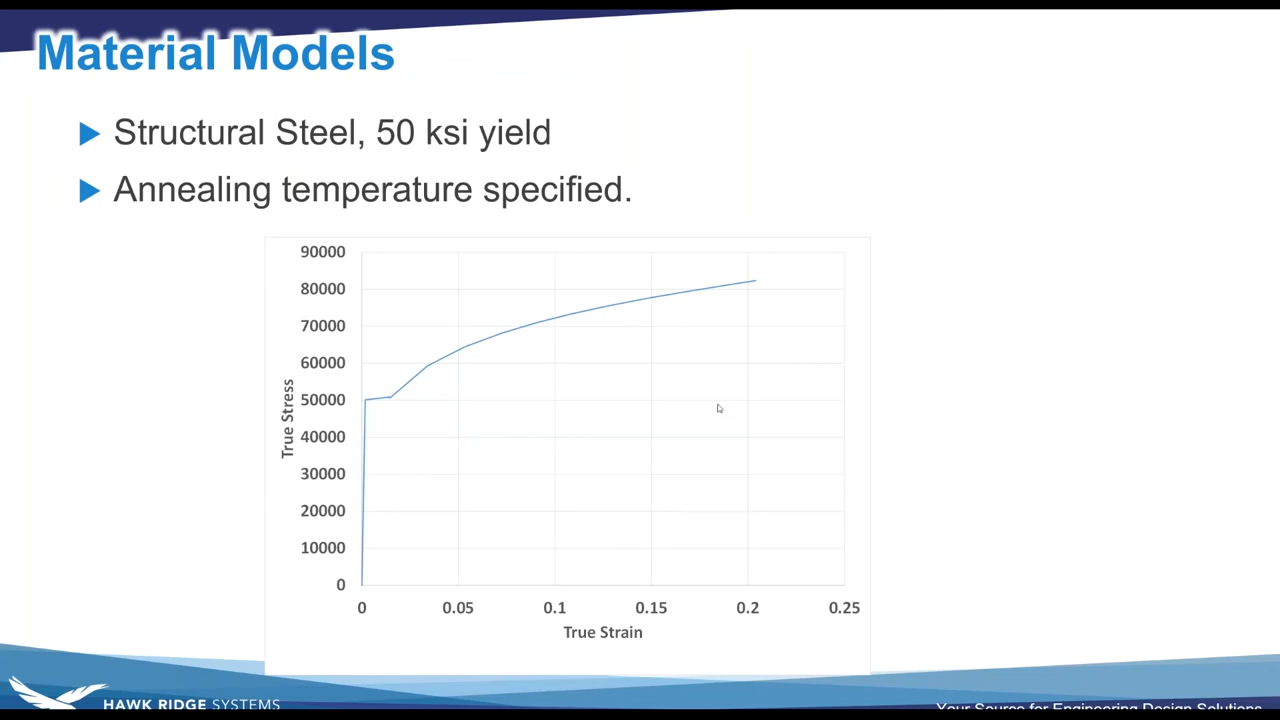 Material Models
Structural Steel, 50 ksi yield
Annealing temperature specified.
90000
80000
70000
60000
50000
40000
30000
20000
10000
0
True Stress
0 0.05 0.1 0.15 0.2 0.25
True Strain
HAWK RIDGE SYSTEMS
Your Source for Engineering Design Solutions